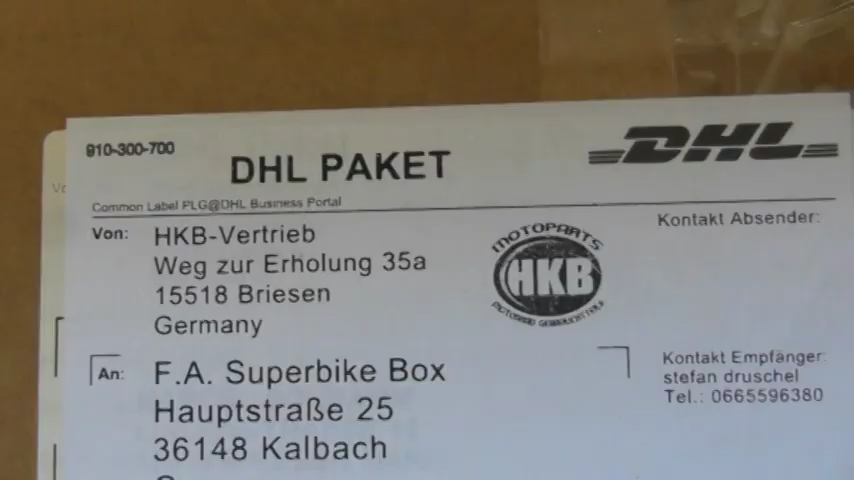 910-300-700
DHL PAKET
DHL
Common Label PLG@DHL Business Portal
Von:
HKB-Vertrieb
Weg zur Erholung 35a
15518 Briesen
Germany
MOTOPARTS
HKB
Kontakt Absender:
An:
F.A. Superbike Box
Hauptstraße 25
36148 Kalbach
Kontakt Empfänger:
stefan druschel
Tel.: 0665596380